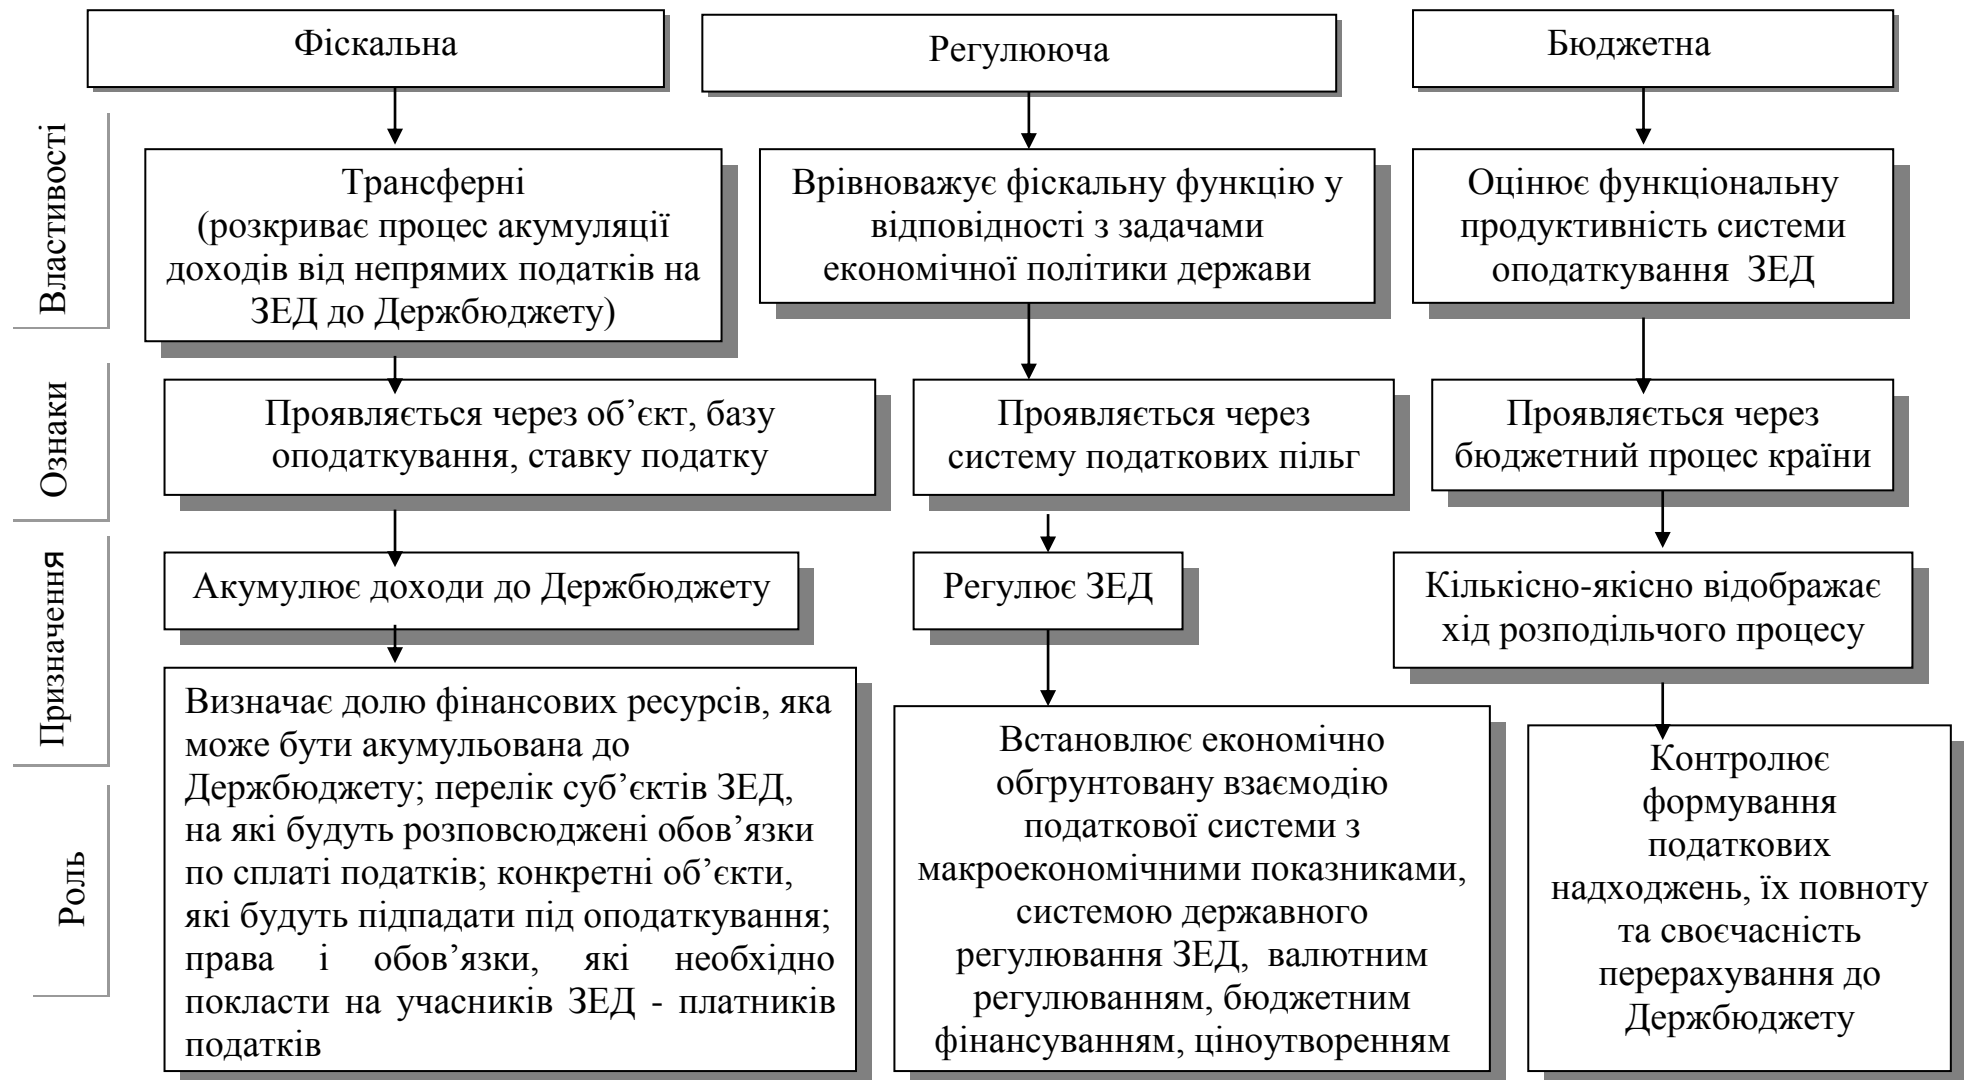 Фіскальна
Регулююча
Бюджетна
Властивості
Трансферні
(розкриває процес акумуляції
доходів від непрямих податків на
ЗЕД до Держбюджету)
Врівноважує фіскальну функцію у
відповідності з задачами
економічної політики держави
Оцінює функціональну
продуктивність системи
оподаткування ЗЕД
Ознаки
Проявляється через об’єкт, базу
оподаткування, ставку податку
Проявляється через
систему податкових пільг
Проявляється через
бюджетний процес країни
Призначення
Акумулює доходи до Держбюджету
Регулює ЗЕД
Кількісно-якісно відображає
хід розподільчого процесу
Роль
Визначає долю фінансових ресурсів, яка
може бути акумульована до
Держбюджету; перелік суб’єктів ЗЕД,
на які будуть розповсюджені обов’язки
по сплаті податків; конкретні об’єкти,
які будуть підпадати під оподаткування;
права і обов’язки, які необхідно
покласти на учасників ЗЕД - платників
податків
Встановлює економічно
обгрунтовану взаємодію
податкової системи з
макроекономічними показниками,
системою державного
регулювання ЗЕД, валютним
регулюванням, бюджетним
фінансуванням, ціноутворенням
Контролює
формування
податкових
надходжень, їх повноту
та своєчасність
перерахування до
Держбюджету